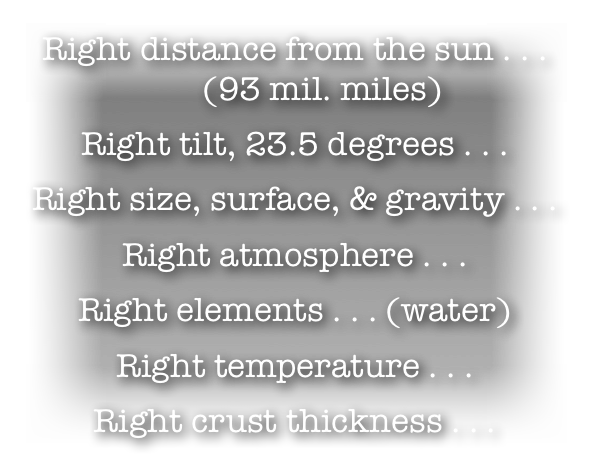 Right distance from the sun . . .
(93 mil. miles)
Right tilt, 23.5 degrees . . .
Right size, surface, & gravity . . .
Right atmosphere . . .
Right elements . . . (water)
Right temperature . . .
Right crust thickness . . .